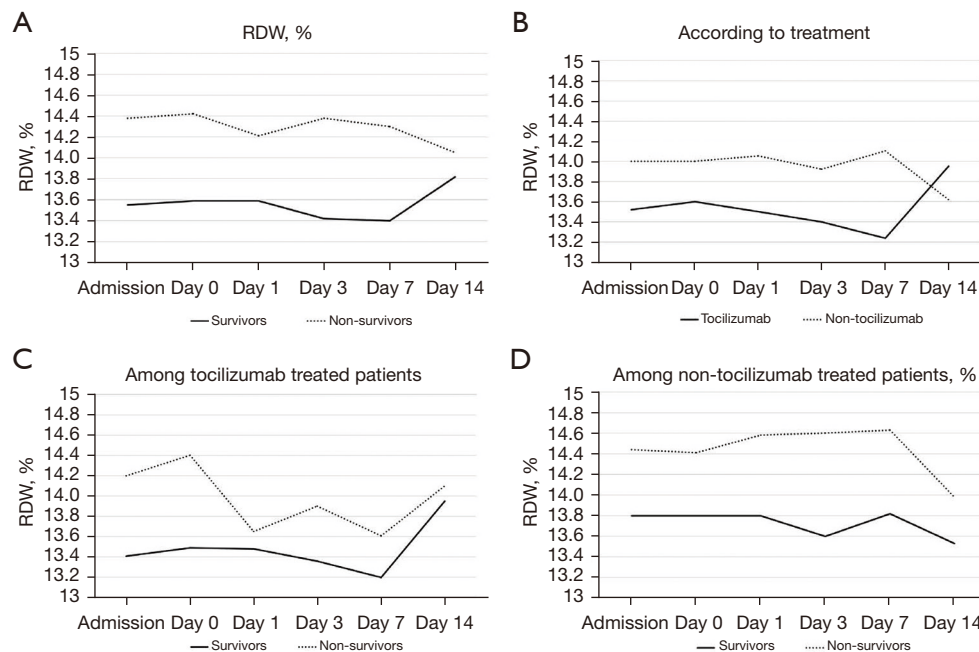 A
RDW, %
RDW, %
15
14.8
14.6
14.4
14.2
14.0
13.8
13.6
13.4
13.2
13
Admission Day 0 Day 1 Day 3 Day 7 Day 14
Survivors Non-survivors
B
According to treatment
RDW, %
15
14.8
14.6
14.4
14.2
14.0
13.8
13.6
13.4
13.2
13
Admission Day 0 Day 1 Day 3 Day 7 Day 14
Tocilizumab Non-tocilizumab
C
Among tocilizumab treated patients
RDW, %
15
14.8
14.6
14.4
14.2
14.0
13.8
13.6
13.4
13.2
13
Admission Day 0 Day 1 Day 3 Day 7 Day 14
Survivors Non-survivors
D
Among non-tocilizumab treated patients, %
RDW, %
15
14.8
14.6
14.4
14.2
14.0
13.8
13.6
13.4
13.2
13
Admission Day 0 Day 1 Day 3 Day 7 Day 14
Survivors Non-survivors